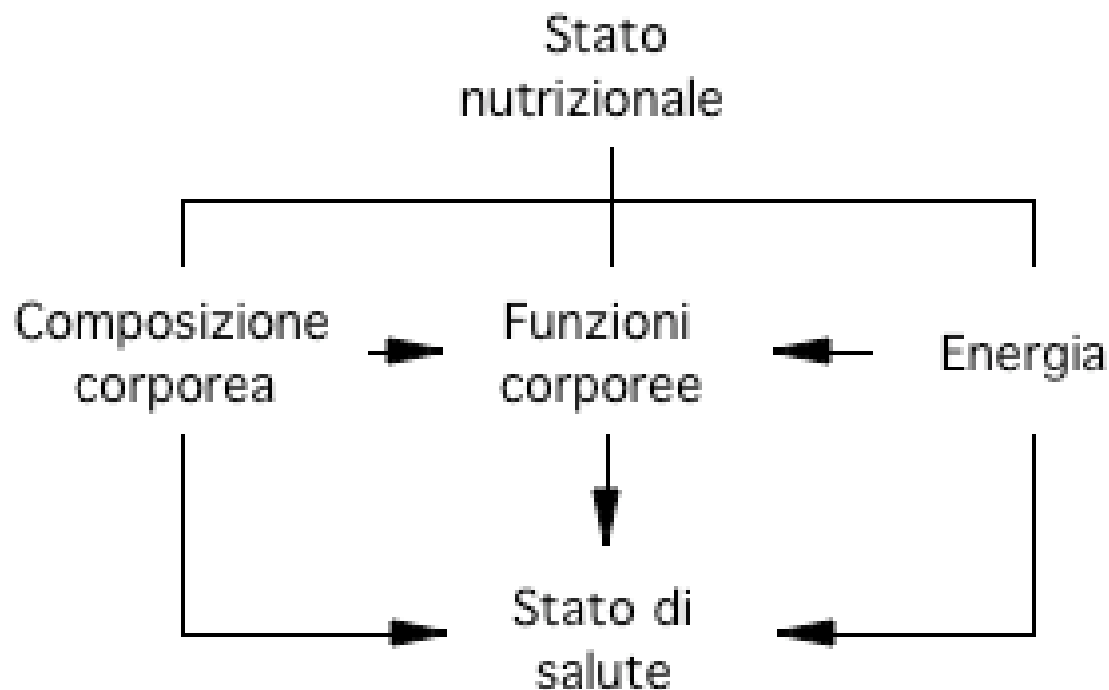 Stato
nutrizionale
Composizione
corporea
Funzioni
corporee
Energia
Stato di
salute